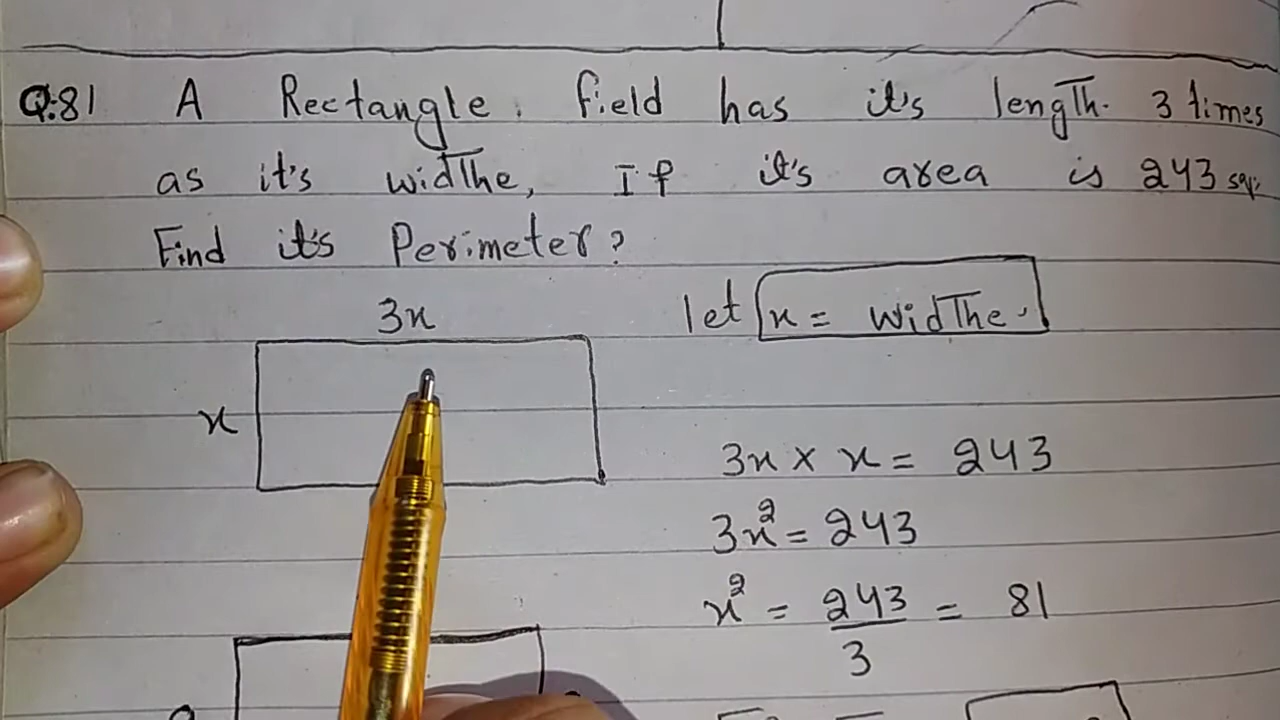 Q:81 A Rectangle. field has it's length. 3 times
as it's widthe, If it's area is 243 sq.
Find it's Perimeter?
3x
let x = widthe.
x
3x × x = 243
3x² = 243
x² = 243/3 = 81